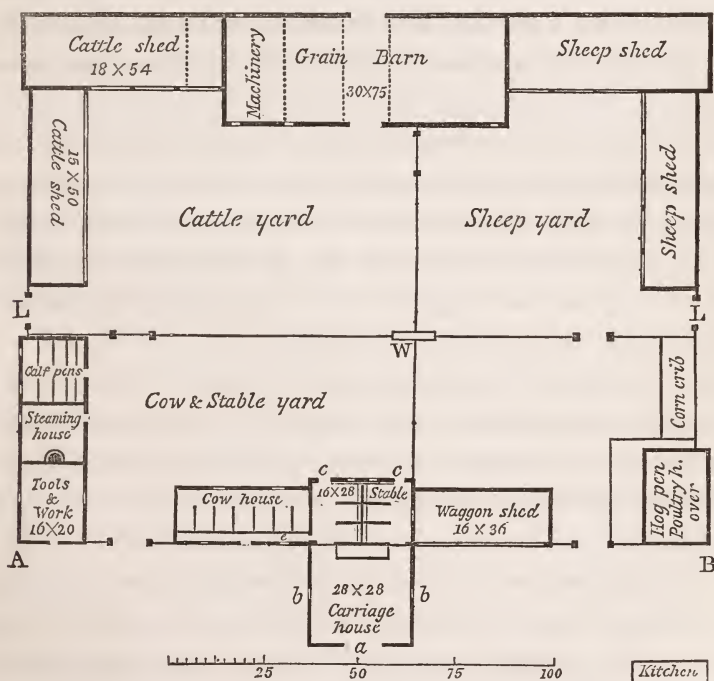 Cattle shed
18 X 54
Machinery
Grain Barn
30X75
Sheep shed
15 X 50
Cattle shed
Cattle yard
Sheep yard
Sheep shed
L
L
W
Calf pens
Steaming
house
Tools
&
Work
16X20
Cow & Stable yard
Corn crib
c c
16X28 Stable
Cow house
e
Waggon shed
16 X 36
Hog pen
Poultry h.
over
A
B
b
b
28X28
Carriage
house
a
25 50 75 100
Kitchen